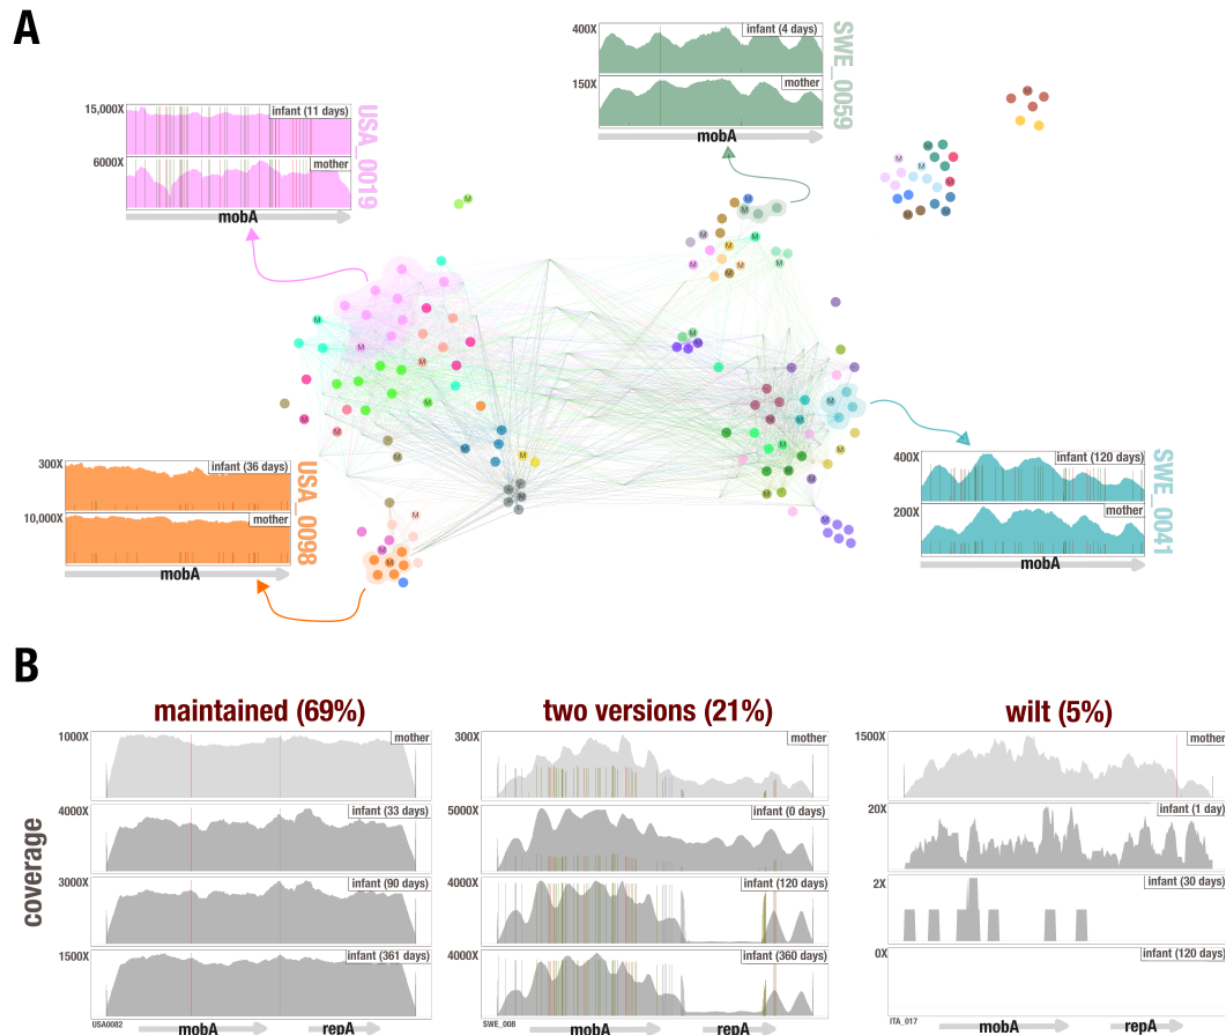 A
400X
infant (4 days)
150X
mother
mobA
SWE_0059
15,000X
infant (11 days)
6000X
mother
mobA
USA_0019
300X
infant (36 days)
10,000X
mother
mobA
USA_0098
400X
infant (120 days)
200X
mother
mobA
SWE_0041
B
maintained (69%)
two versions (21%)
wilt (5%)
coverage
1000X
mother
4000X
infant (33 days)
3000X
infant (90 days)
1500X
infant (361 days)
USA0082
mobA
repA
300X
mother
5000X
infant (0 days)
4000X
infant (120 days)
4000X
infant (360 days)
mobA
repA
1500X
mother
20X
infant (1 day)
2X
infant (30 days)
0X
infant (120 days)
ITA_017
mobA
repA